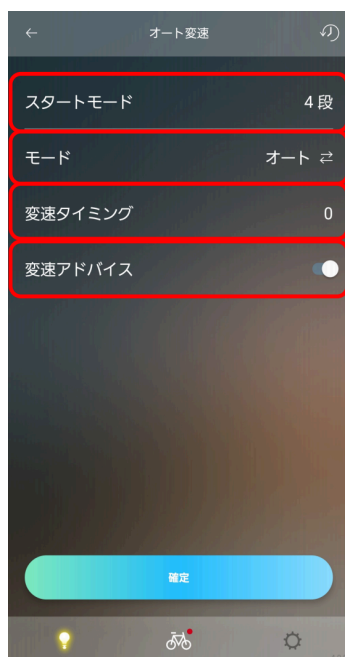 オート変速
スタートモード 4 段
モード オート
変速タイミング 0
変速アドバイス
確定